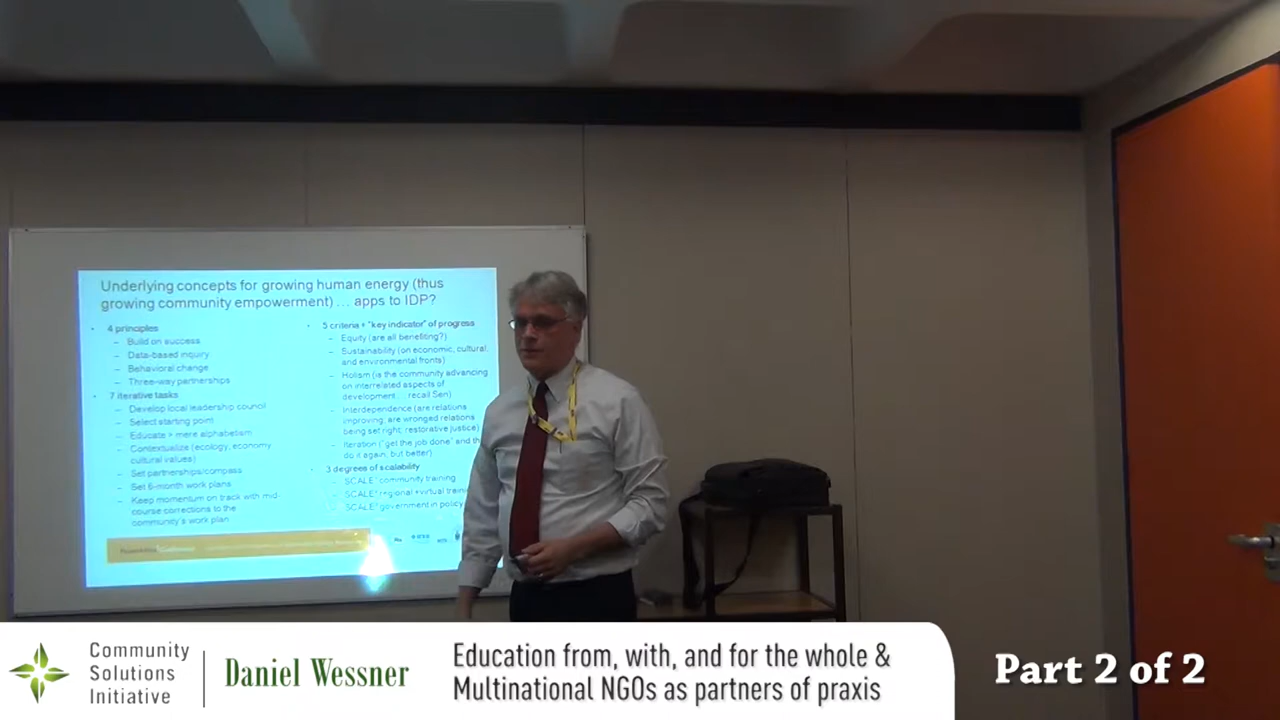 Underlying concepts for growing human energy (thus
growing community empowerment) … apps to IDP?
• 4 principles
– Build on success
– Data-based inquiry
– Behavioral change
– Three-way partnerships
• 7 iterative tasks
– Develop local leadership council
– Select starting point
– Educate > mere alphabetism
– Contextualize (ecology, economy
cultural values)
– Set partnerships/compass
– Set 6-month work plans
– Keep momentum on track with mid-
course corrections to the
community's work plan
• 5 criteria + "key indicator" of progress
– Equity (are all benefiting?)
– Sustainability (on economic, cultural,
and environmental fronts)
– Holism (is the community advancing
on interrelated aspects of
development… recall Sen)
– Interdependence (are relations
improving, are wronged relations
being set right, restorative justice)
– Iteration ("get the job done" and
do it again, but better)
• 3 degrees of scalability
– SCALE community training
– SCALE regional +virtual
– SCALE government in policy
Community
Solutions
Initiative
Daniel Wessner
Education from, with, and for the whole &
Multinational NGOs as partners of praxis
Part 2 of 2